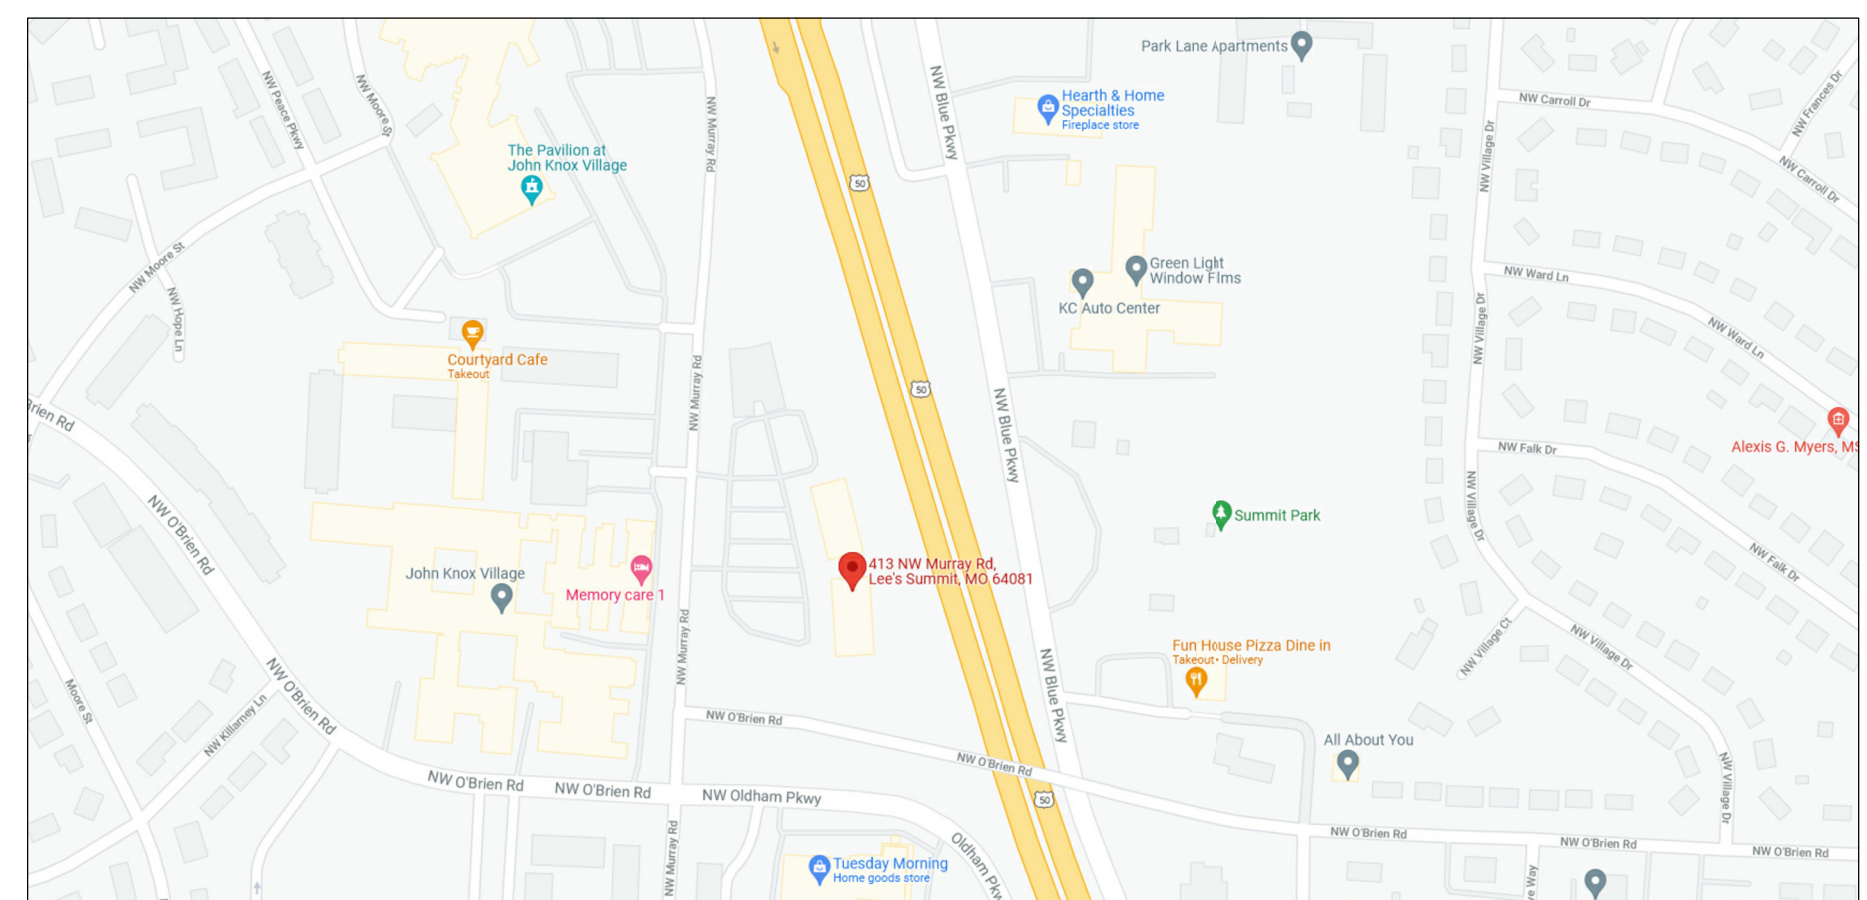 Park Lane Apartments
Hearth & Home
Specialties
Fireplace store
NW Carroll Dr
NW Frances Dr
NW Peace Pkwy
NW Moore St
NW Murray Rd
NW Blue Pkwy
NW Village Dr
The Pavilion at
John Knox Village
50
NW Carroll Dr
NW Moore St
Green Light
Window Flms
KC Auto Center
NW Ward Ln
NW Hope Ln
NW Village Dr
NW Ward Ln
Courtyard Cafe
Takeout
NW Murray Rd
50
NW Blue Pkwy
Brien Rd
Alexis G. Myers, MS
NW Falk Dr
NW O'Brien Rd
NW Village Dr
Summit Park
413 NW Murray Rd,
Lee's Summit, MO 64081
John Knox Village
Memory care 1
NW Falk Dr
NW Murray Rd
Fun House Pizza Dine in
Takeout• Delivery
NW Village Ct
NW Village Dr
NW O'Brien Rd
Moore St
NW Killarney Ln
NW Blue Pkwy
NW O'Brien Rd
All About You
NW O'Brien Rd
NW Village Dr
NW O'Brien Rd
NW O'Brien Rd
NW Oldham Pkwy
50
NW O'Brien Rd
NW O'Brien Rd
NW O'Brien Rd
NW Murray Rd
Tuesday Morning
Home goods store
Oldham Pkw
e Way